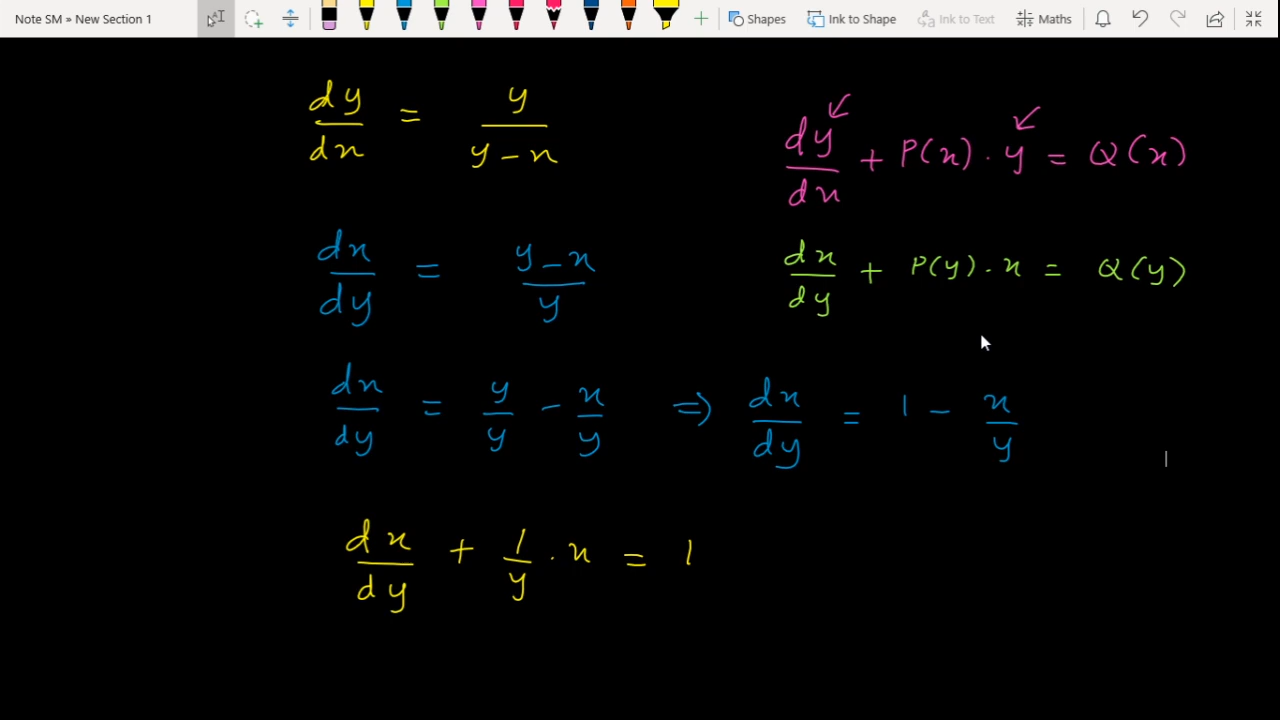 Note SM » New Section 1
Shapes
Ink to Shape
Ink to Text
Maths
dy/dx = y/(y-x)
dy/dx + P(x) · y = Q(x)
dx/dy = (y-x)/y
dx/dy + P(y) · x = Q(y)
dx/dy = y/y - x/y ⇒ dx/dy = 1 - x/y
dx/dy + 1/y · x = 1